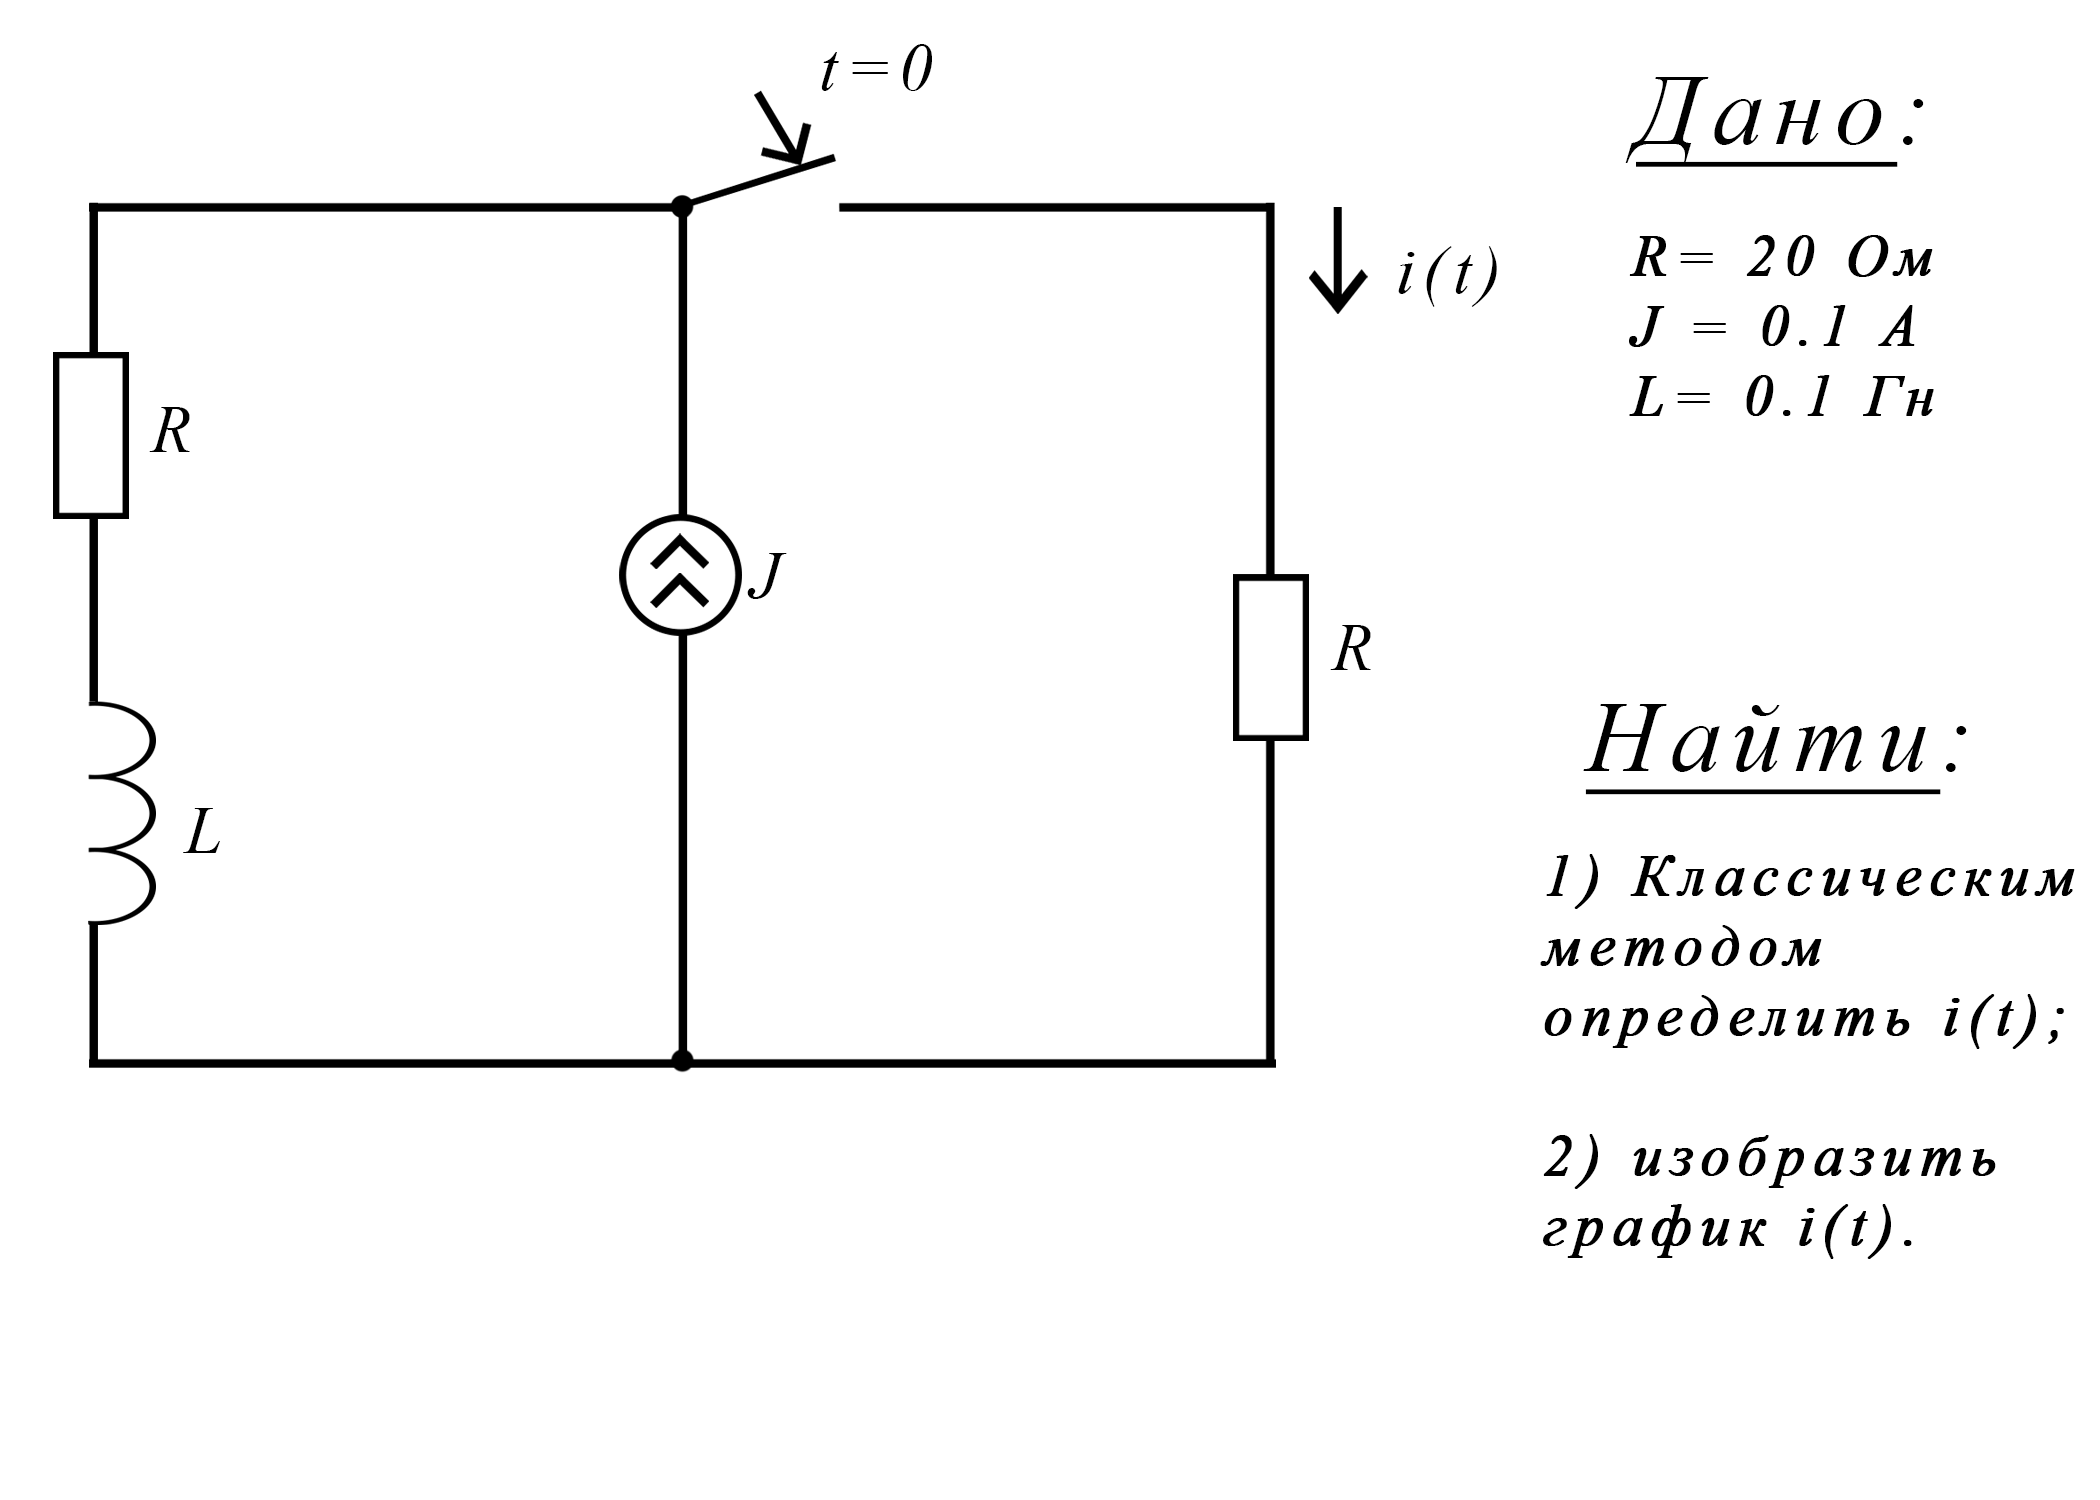 t=0
Дано:
i(t)
R= 20 Ом
J = 0.1 А
L= 0.1 Гн
R
J
R
L
Найти:
1) Классическим
методом
определить i(t);
2) изобразить
график i(t).